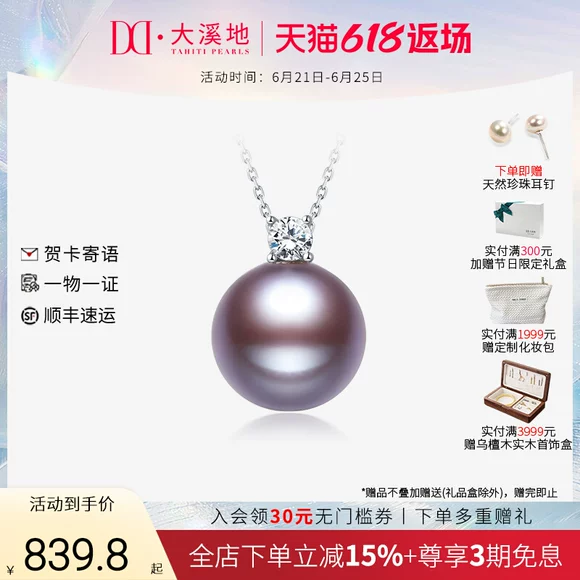 DD·大溪地
TAHITI PEARLS
天猫618返场
活动时间：6月21日-6月25日
下单即赠
天然珍珠耳钉
贺卡寄语
一物一证
SF 顺丰速运
实付满300元
加赠节日限定礼盒
实付满1999元
赠定制化妆包
实付满3999元
赠乌檀木实木首饰盒
*赠品不叠加赠送(礼品盒除外)，赠完即止
活动到手价
¥839.8起
入会领30元无门槛券 | 下单多重赠礼
全店下单立减15%+尊享3期免息